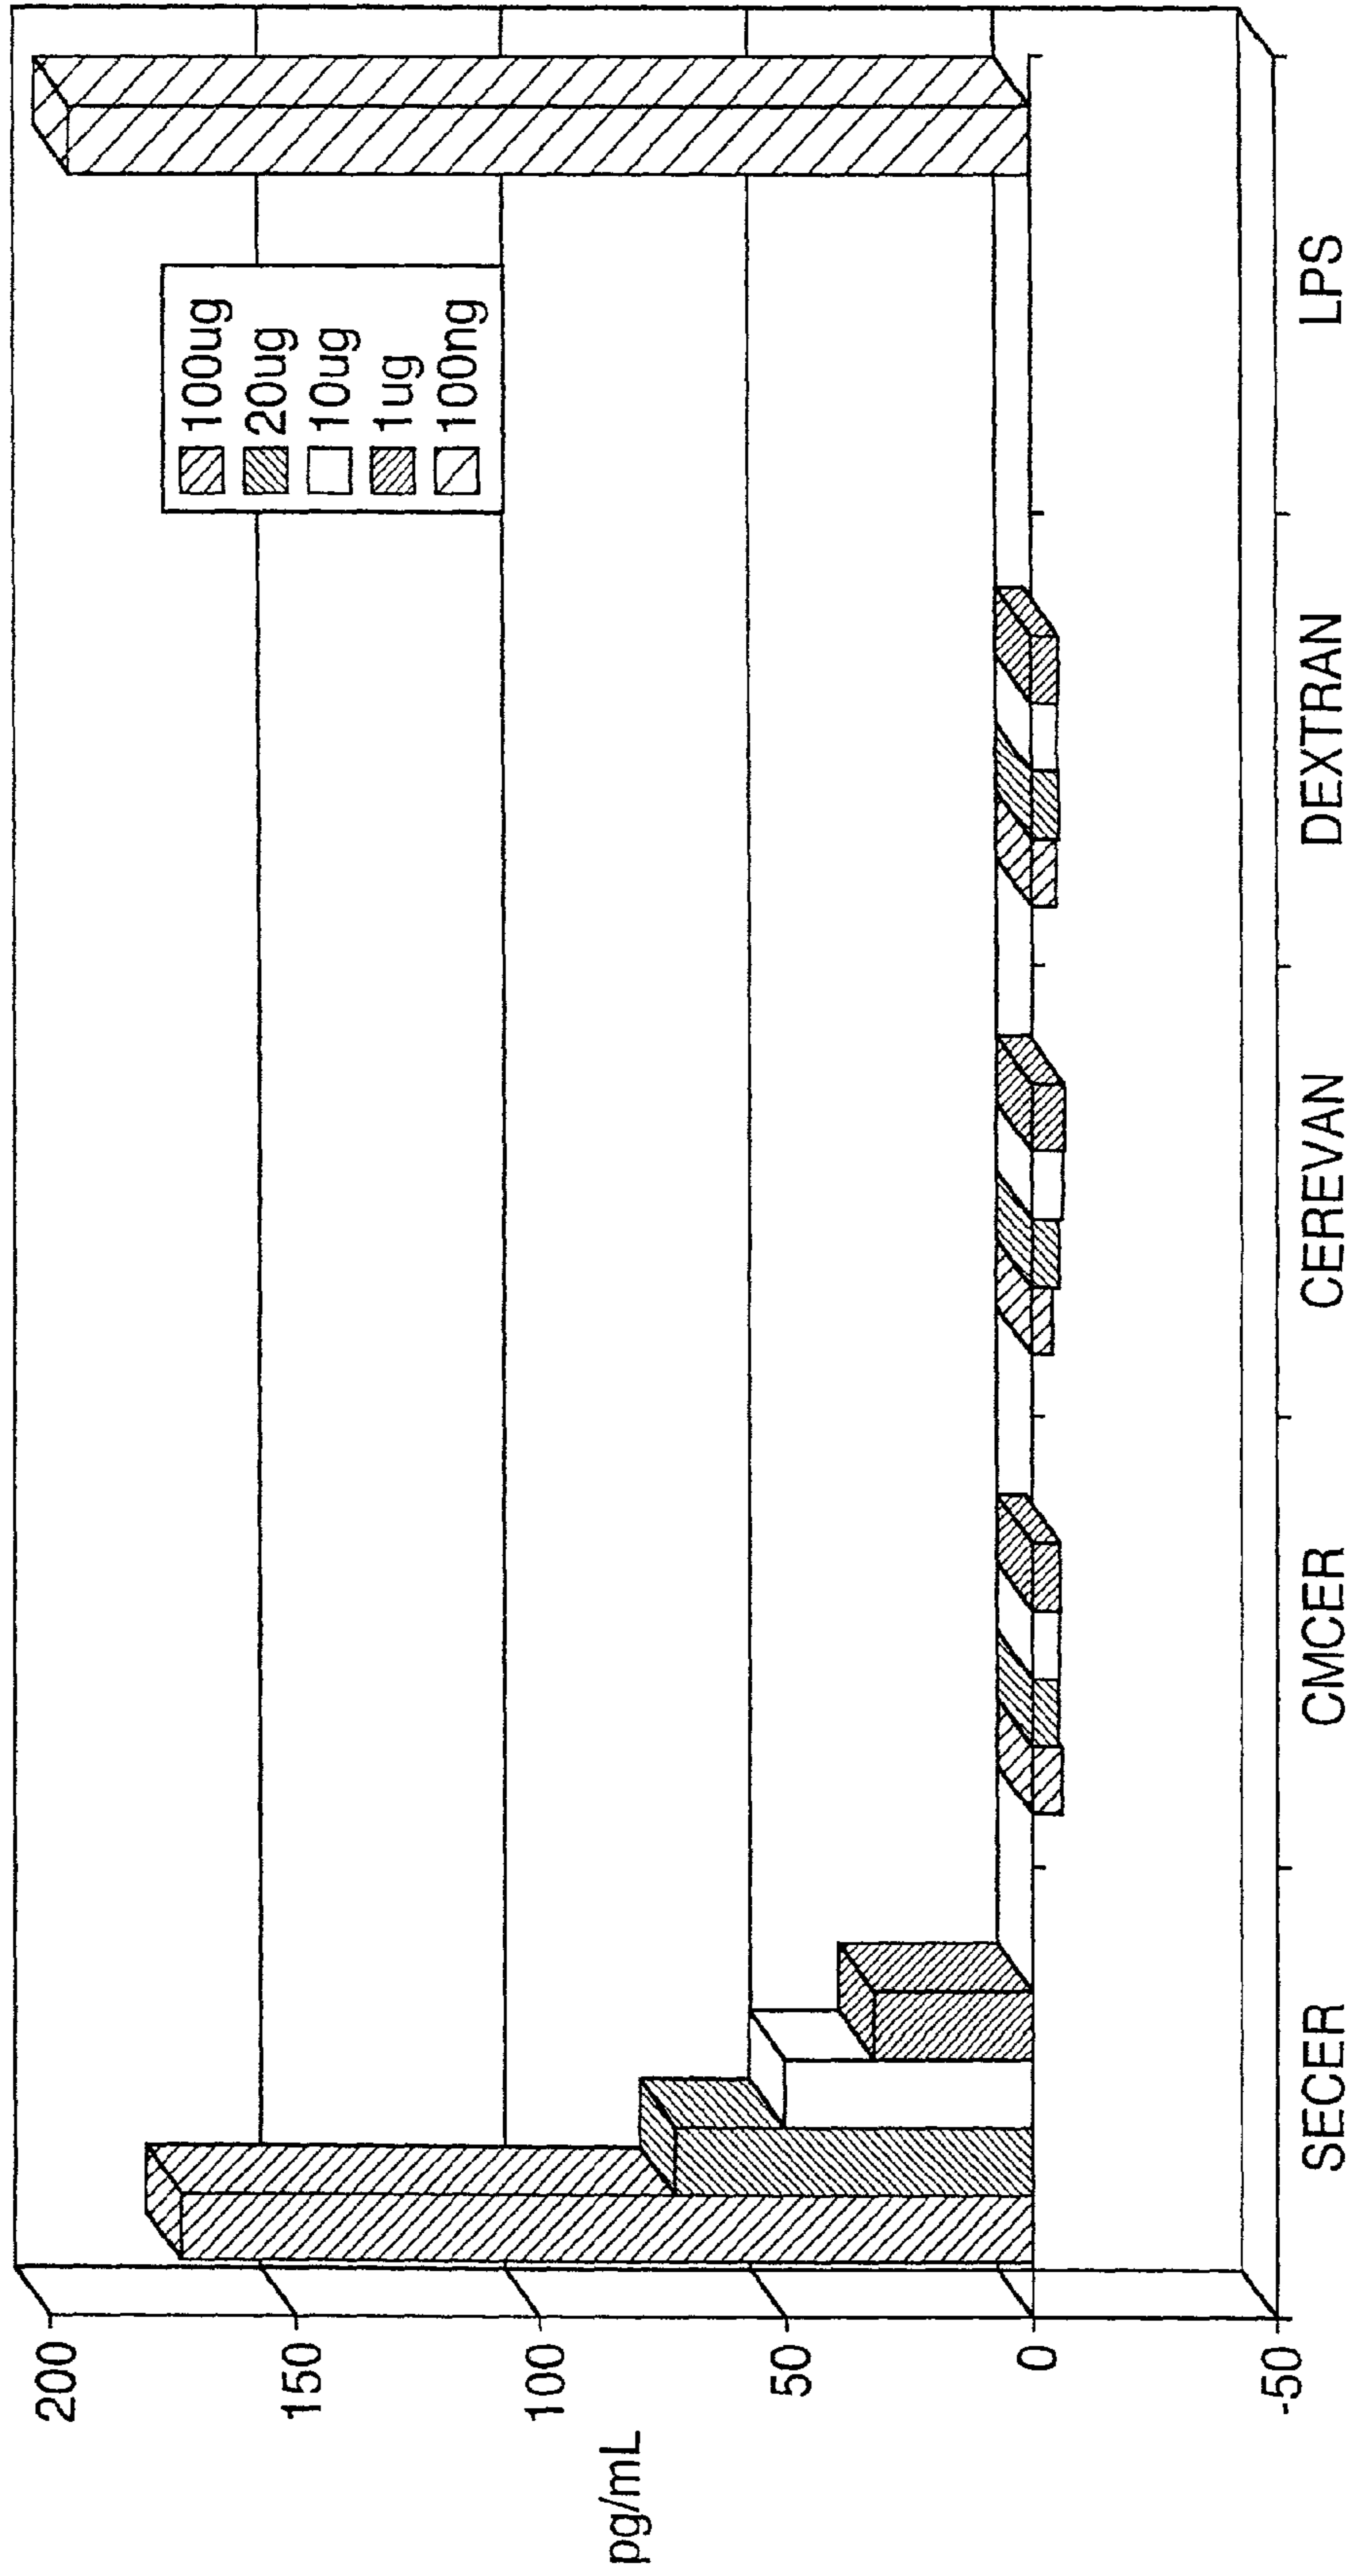 200
150
100
50
0
-50
pg/mL
100ug
20ug
10ug
1ug
100ng
SECER
CMCER
CEREVAN
DEXTRAN
LPS